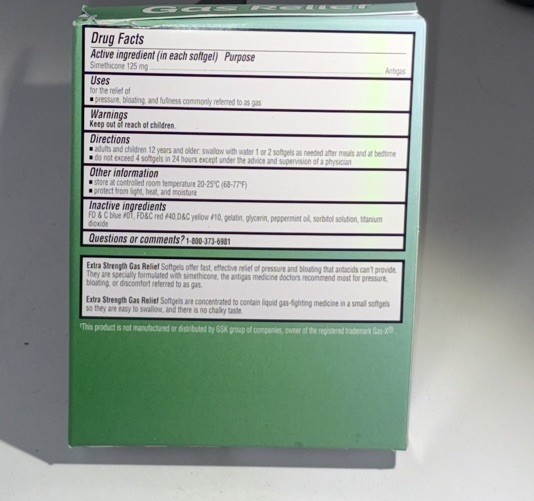 Gas Relief
Drug Facts
Active ingredient (in each softgel) Purpose
Simethicone 125 mg Antigas
Uses
for the relief of
■ pressure, bloating, and fullness commonly referred to as gas
Warnings
Keep out of reach of children.
Directions
■ adults and children 12 years and older: swallow with water 1 or 2 softgels as needed after meals and at bedtime
■ do not exceed 4 softgels in 24 hours except under the advice and supervision of a physician
Other information
■ store at controlled room temperature 20-25°C (68-77°F)
■ protect from light, heat, and moisture
Inactive ingredients
FD & C blue #01, FD&C red #40,D&C yellow #10, gelatin, glycerin, peppermint oil, sorbitol solution, titanium
dioxide
Questions or comments? 1-800-373-6981
Extra Strength Gas Relief Softgels offer fast, effective relief of pressure and bloating that antacids can't provide.
They are specially formulated with simethicone, the antigas medicine doctors recommend most for pressure,
bloating, or discomfort referred to as gas.
Extra Strength Gas Relief Softgels are concentrated to contain liquid gas-fighting medicine in a small softgels
so they are easy to swallow, and there is no chalky taste.
†This product is not manufactured or distributed by GSK group of companies, owner of the registered trademark Gas-X®.